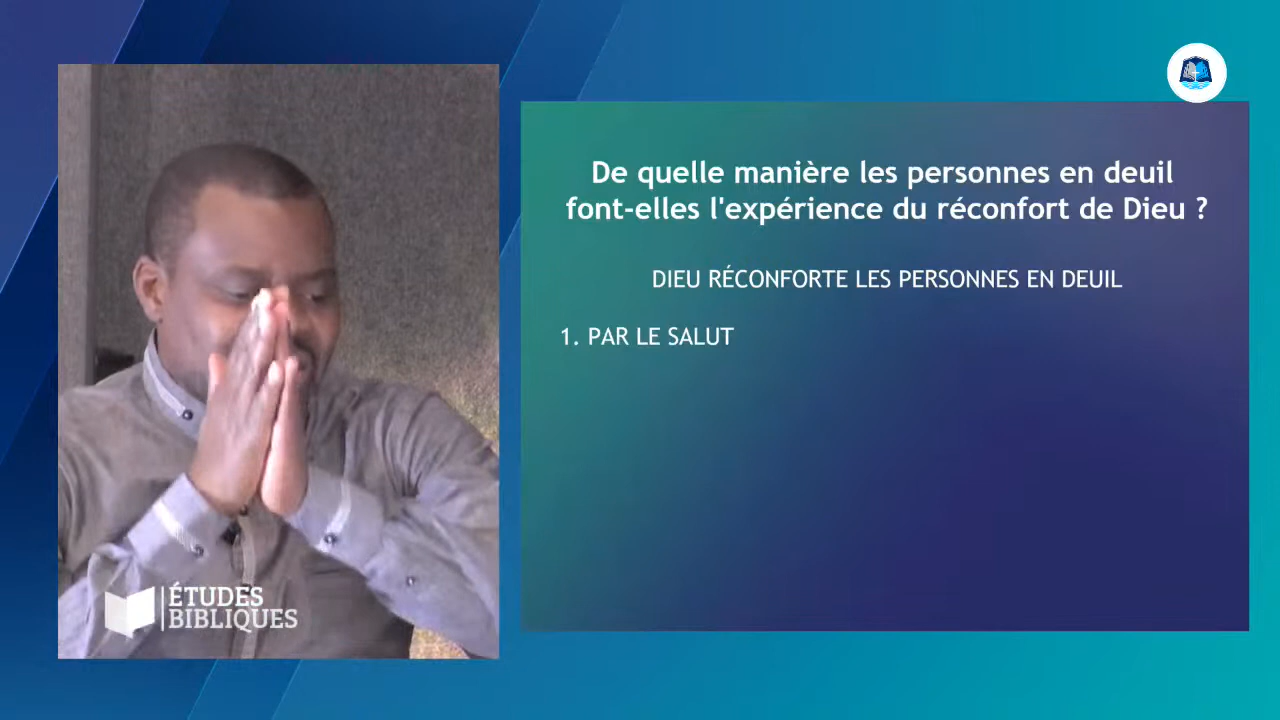 De quelle manière les personnes en deuil
font-elles l'expérience du réconfort de Dieu ?
DIEU RÉCONFORTE LES PERSONNES EN DEUIL
1. PAR LE SALUT
ÉTUDES
BIBLIQUES